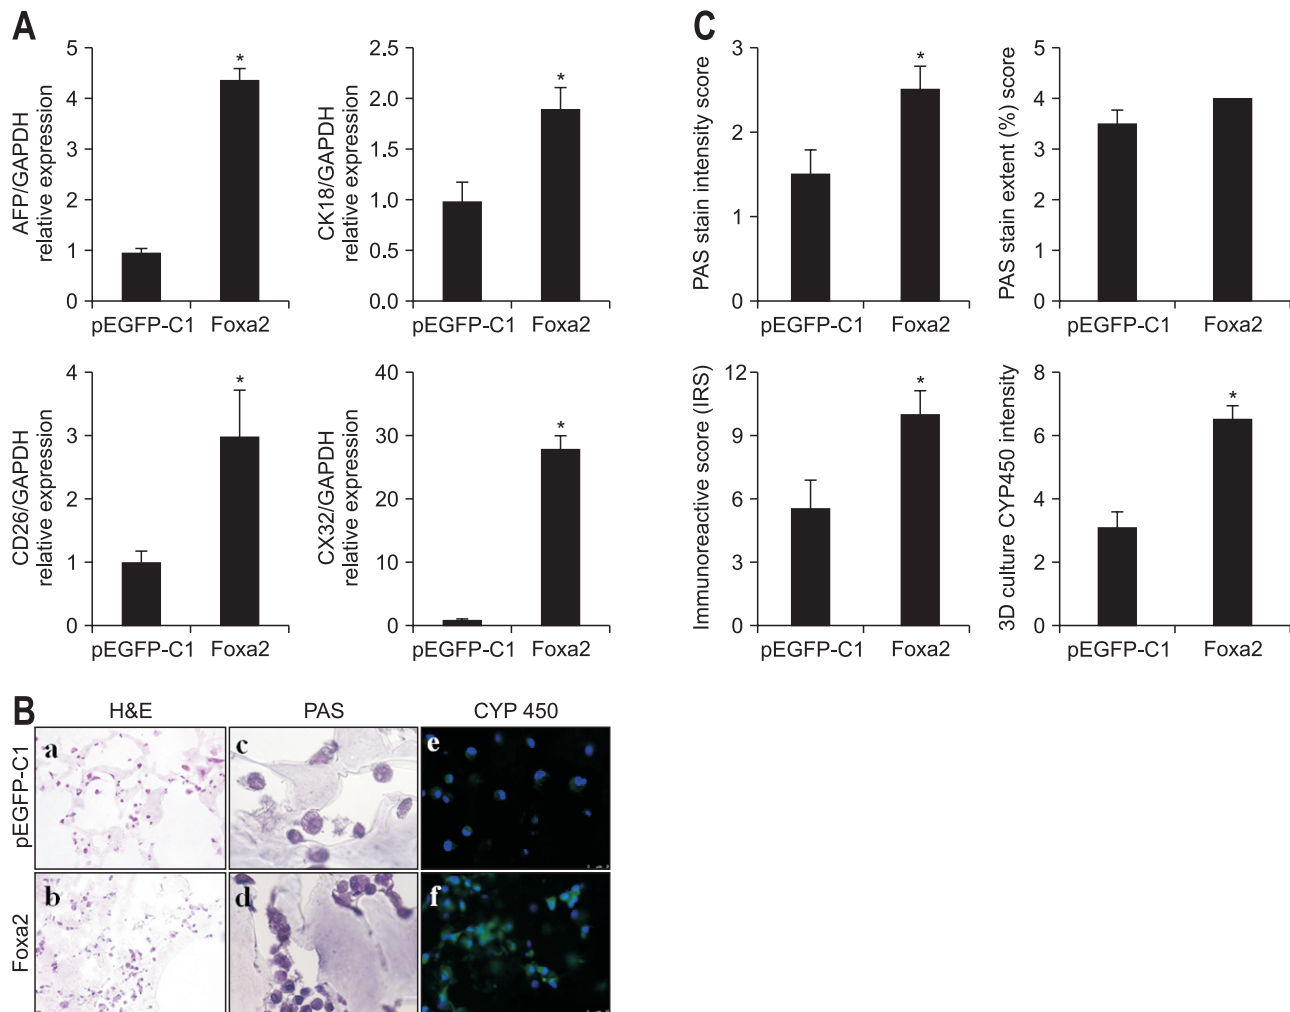 A
AFP/GAPDH
relative expression
5
4
3
2
1
0
*
pEGFP-C1
Foxa2
CK18/GAPDH
relative expression
2.5
2.0
1.5
1.0
0.5
0.0
*
pEGFP-C1
Foxa2
CD26/GAPDH
relative expression
4
3
2
1
0
*
pEGFP-C1
Foxa2
CX32/GAPDH
relative expression
40
30
20
10
0
*
pEGFP-C1
Foxa2
B
H&E
PAS
CYP 450
pEGFP-C1
a
c
e
Foxa2
b
d
f
C
PAS stain intensity score
3
2
1
0
*
pEGFP-C1
Foxa2
PAS stain extent (%) score
5
4
3
2
1
0
pEGFP-C1
Foxa2
Immunoreactive score (IRS)
12
9
6
3
0
*
pEGFP-C1
Foxa2
3D culture CYP450 intensity
8
6
4
2
0
*
pEGFP-C1
Foxa2